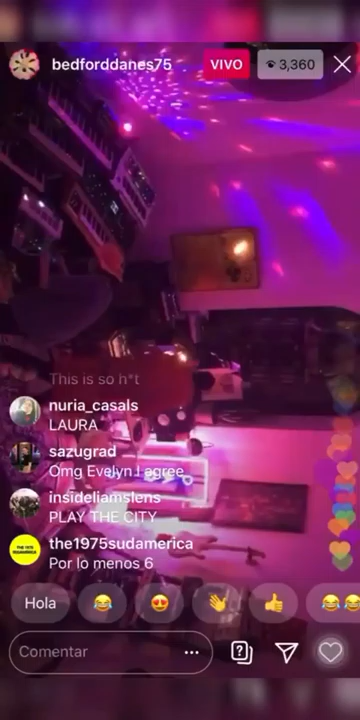 bedforddanes75
VIVO
3,360
This is so h*t
nuria_casals
LAURA
sazugrad
Omg Evelyn I agree
insideliamslens
PLAY THE CITY
the1975sudamerica
Por lo menos 6
Hola
Comentar